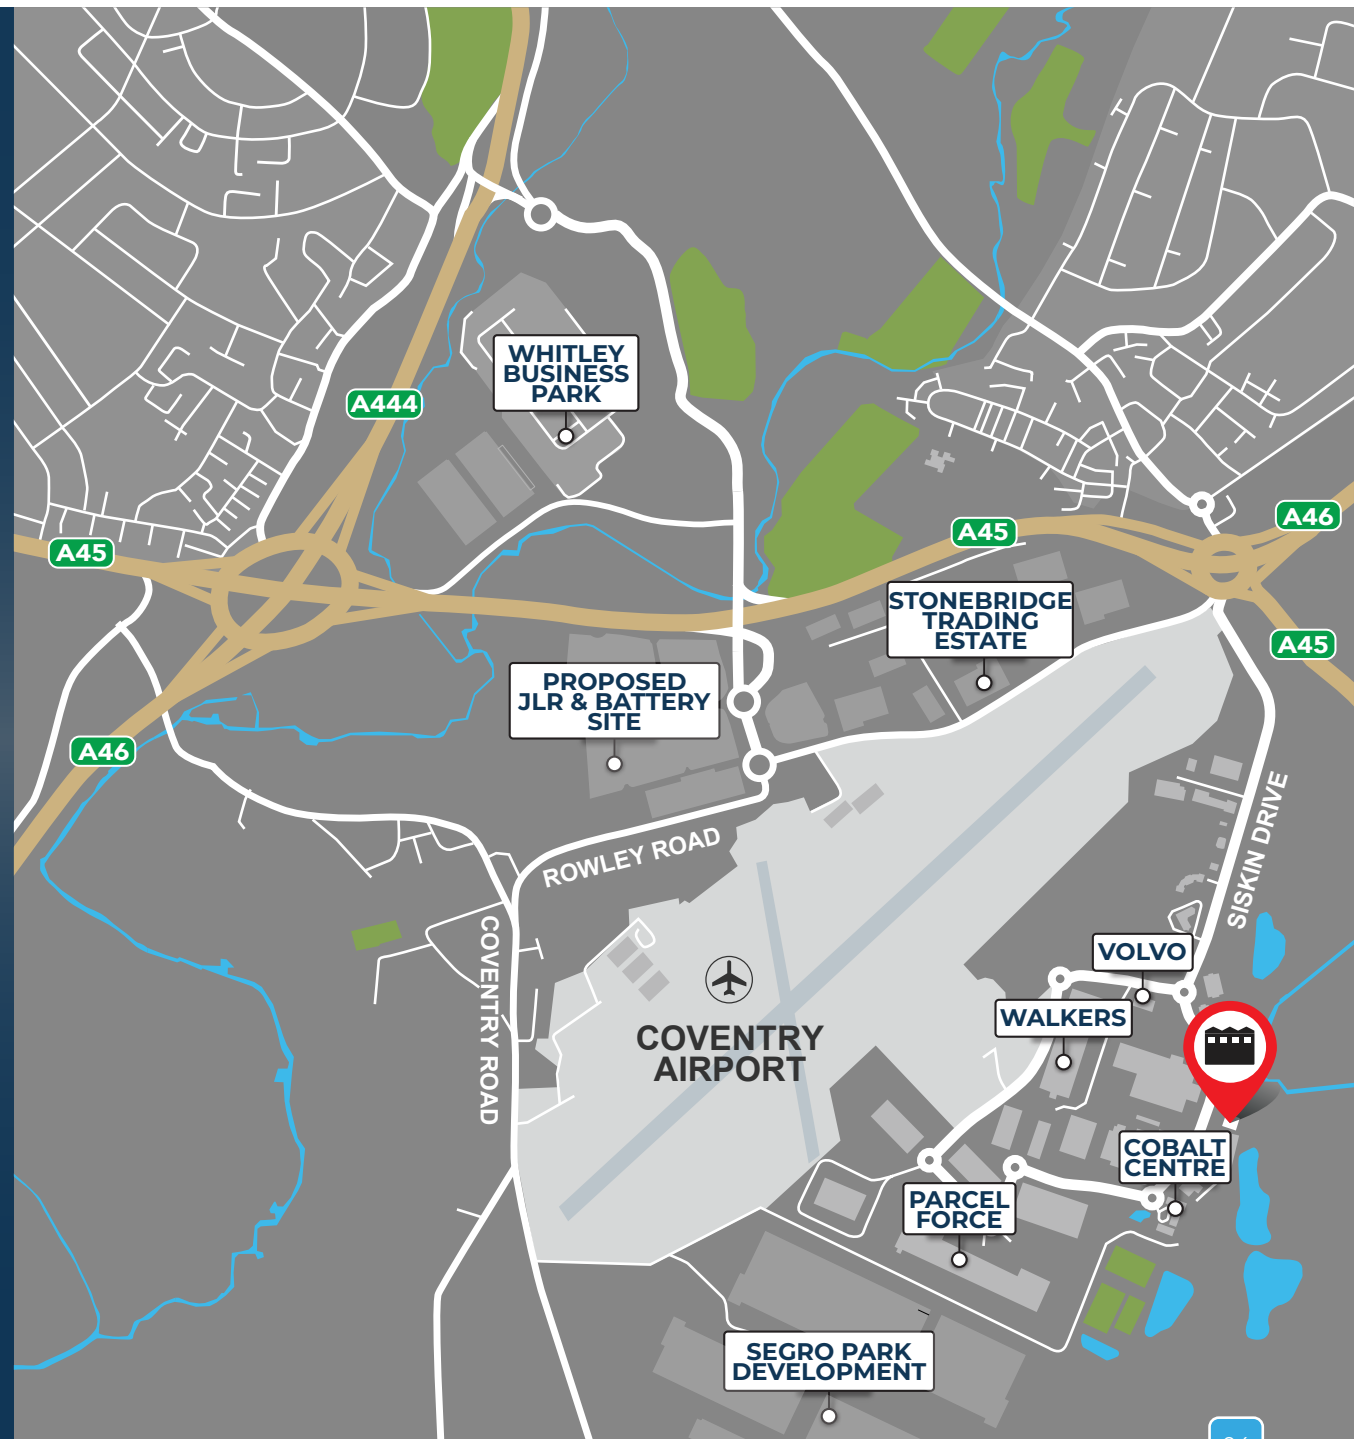 WHITLEY
BUSINESS
PARK
A444
A46
A45
A45
STONEBRIDGE
TRADING
ESTATE
A45
PROPOSED
JLR & BATTERY
SITE
A46
SISKIN DRIVE
ROWLEY ROAD
COVENTRY ROAD
VOLVO
WALKERS
COVENTRY
AIRPORT
COBALT
CENTRE
PARCEL
FORCE
SEGRO PARK
DEVELOPMENT